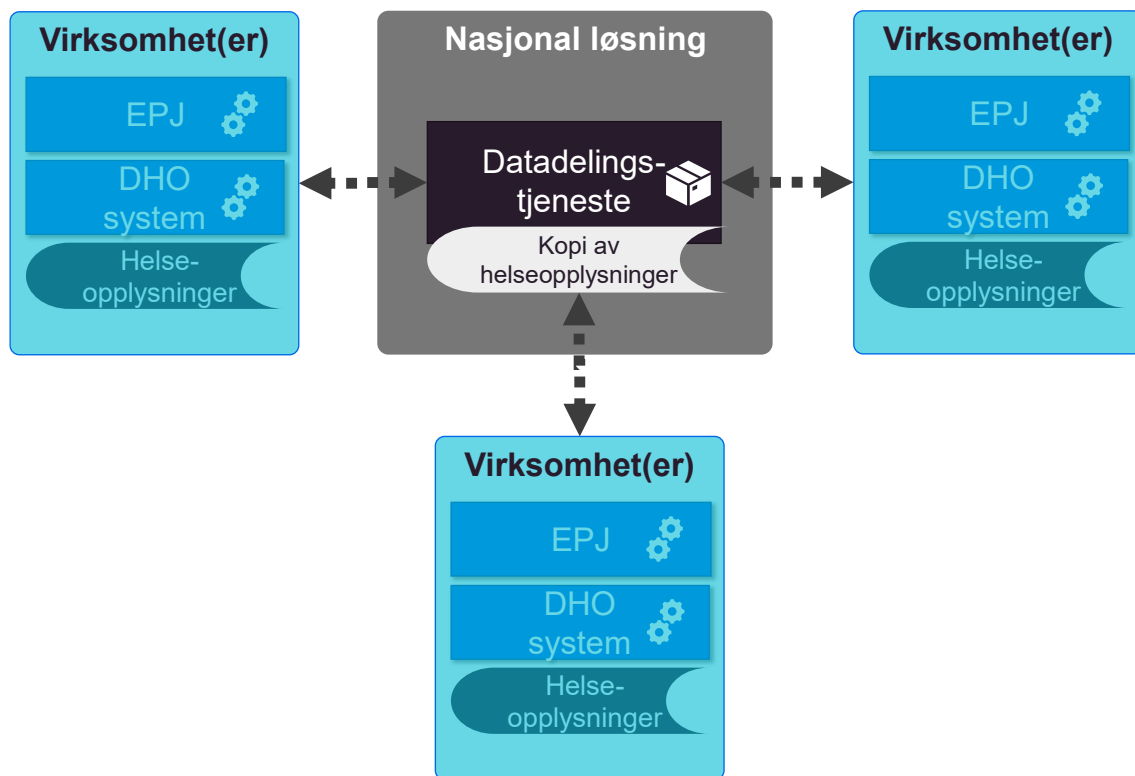 Virksomhet(er)
EPJ
DHO
system
Helse-
opplysninger
Nasjonal løsning
Datadelings-
tjeneste
Kopi av
helseopplysninger
Virksomhet(er)
EPJ
DHO
system
Helse-
opplysninger
Virksomhet(er)
EPJ
DHO
system
Helse-
opplysninger